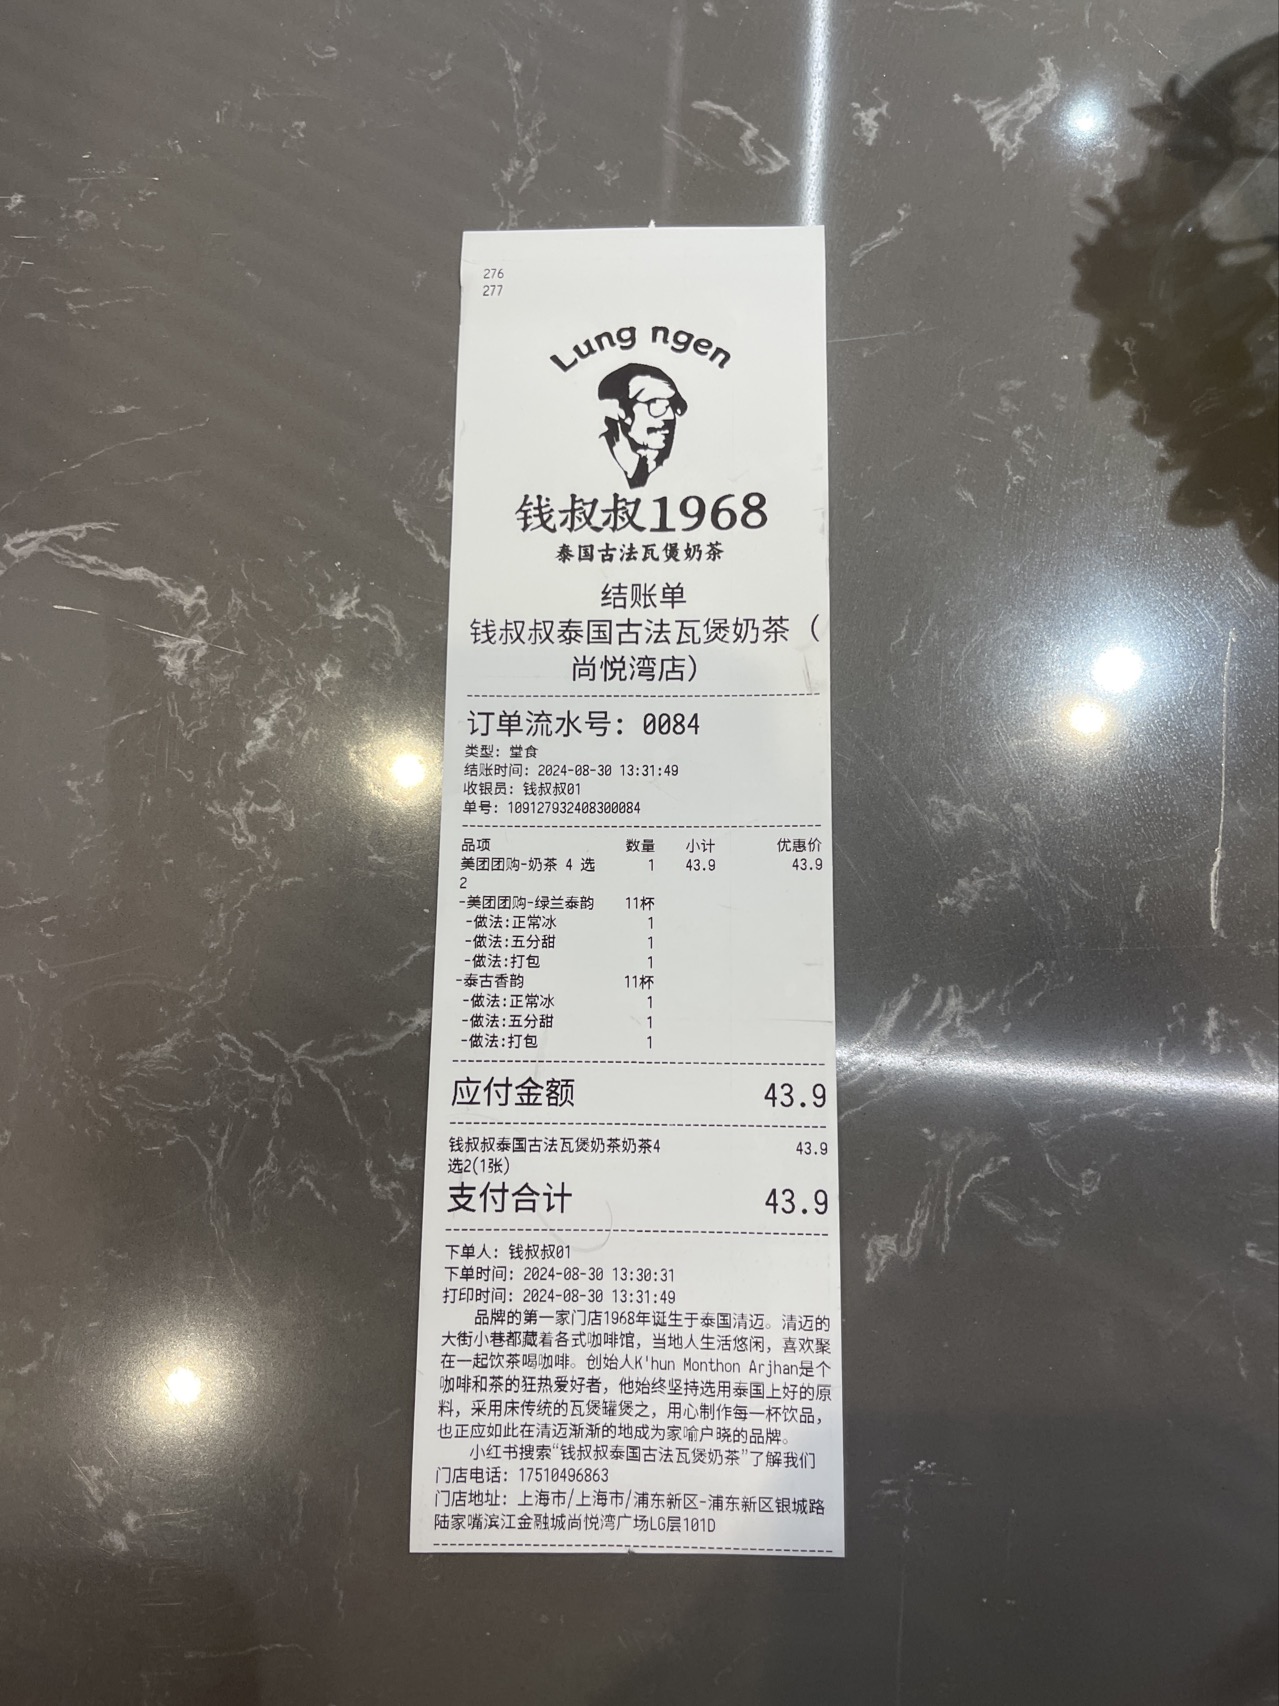 276
277
Lung ngen
钱叔叔1968
泰国古法瓦煲奶茶
结账单
钱叔叔泰国古法瓦煲奶茶（
尚悦湾店）
订单流水号: 0084
类型: 堂食
结账时间: 2024-08-30 13:31:49
收银员: 钱叔叔01
单号: 109127932408300084
品项 数量 小计 优惠价
美团团购-奶茶 4 选 1 43.9 43.9
2
-美团团购-绿兰泰韵 11杯
-做法:正常冰 1
-做法:五分甜 1
-做法:打包 1
-泰古香韵 11杯
-做法:正常冰 1
-做法:五分甜 1
-做法:打包 1
应付金额 43.9
钱叔叔泰国古法瓦煲奶茶奶茶4 43.9
选2(1张)
支付合计 43.9
下单人: 钱叔叔01
下单时间: 2024-08-30 13:30:31
打印时间: 2024-08-30 13:31:49
品牌的第一家门店1968年诞生于泰国清迈。清迈的
大街小巷都藏着各式咖啡馆，当地人生活悠闲，喜欢聚
在一起饮茶喝咖啡。创始人K'hun Monthon Arjhan是个
咖啡和茶的狂热爱好者，他始终坚持选用泰国上好的原
料，采用床传统的瓦煲罐煲之，用心制作每一杯饮品，
也正应如此在清迈渐渐的地成为家喻户晓的品牌。
小红书搜索“钱叔叔泰国古法瓦煲奶茶”了解我们
门店电话: 17510496863
门店地址: 上海市/上海市/浦东新区-浦东新区银城路
陆家嘴滨江金融城尚悦湾广场LG层101D